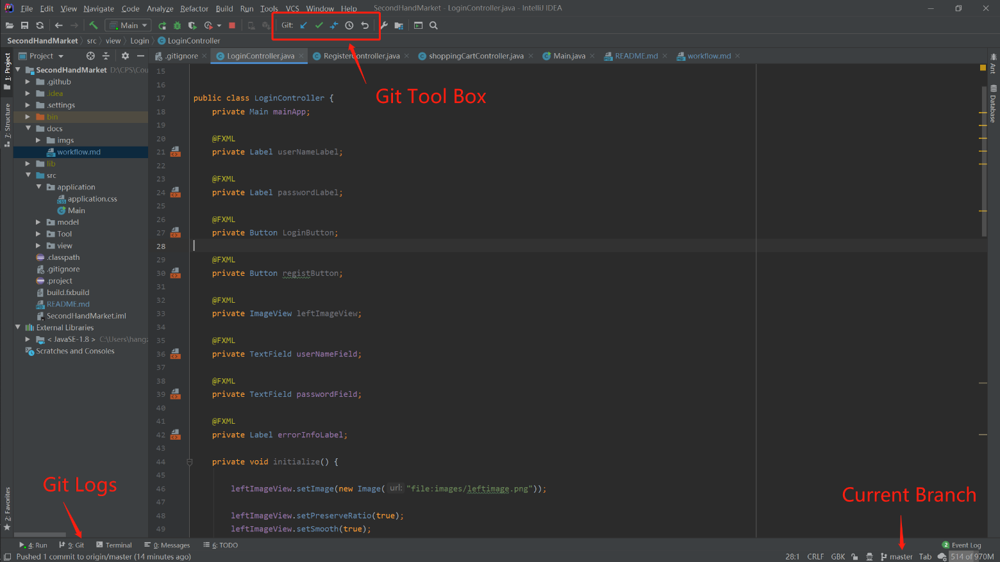 File Edit View Navigate Code Analyze Refactor Build Run Tools VCS Window Help SecondHandMarket - LoginController.java - IntelliJ IDEA
Main Git:
SecondHandMarket src view Login LoginController
1: Project
7: Structure
2: Favorites
Project
SecondHandMarket D:\CPS\Cou
.github
.idea
.settings
bin
docs
imgs
workflow.md
lib
src
application
application.css
Main
model
Tool
view
.classpath
.gitignore
.project
build.fxbuild
README.md
SecondHandMarket.iml
External Libraries
< JavaSE-1.8 > C:\Users\hangz
Scratches and Consoles
.gitignore LoginController.java RegisterController.java shoppingCartController.java Main.java README.md workflow.md
Git Tool Box
15
16
17 public class LoginController {
18 private Main mainApp;
19
20 @FXML
21 private Label userNameLabel;
22
23 @FXML
24 private Label passwordLabel;
25
26 @FXML
27 private Button LoginButton;
28
29 @FXML
30 private Button registButton;
31
32 @FXML
33 private ImageView leftImageView;
34
35 @FXML
36 private TextField userNameField;
37
38 @FXML
39 private TextField passwordField;
40
41 @FXML
42 private Label errorInfoLabel;
43
44 private void initialize() {
45
46 leftImageView.setImage(new Image( url: "file:images/leftimage.png"));
47
48 leftImageView.setPreserveRatio(true);
49 leftImageView.setSmooth(true);
Ant
Database
Git Logs
Current Branch
4: Run 9: Git Terminal 0: Messages 6: TODO 2 Event Log
Pushed 1 commit to origin/master (14 minutes ago) 28:1 CRLF GBK master Tab 514 of 970M